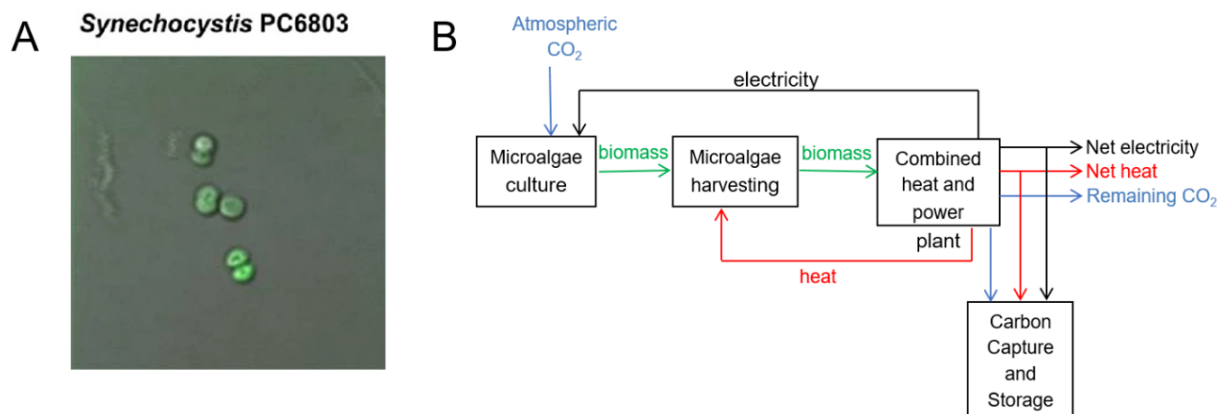 A
Synechocystis PC6803
B
Atmospheric
CO₂
electricity
Microalgae
culture
biomass
Microalgae
harvesting
biomass
Combined
heat and
power
plant
Net electricity
Net heat
Remaining CO₂
heat
Carbon
Capture
and
Storage